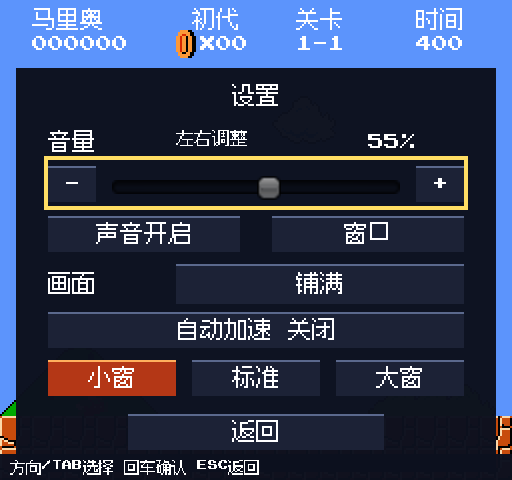 马里奥 初代 关卡 时间
000000 ×00 1-1 400
设置
音量 左右调整 55%
- +
声音开启 窗口
画面 铺满
自动加速 关闭
小窗 标准 大窗
返回
方向/TAB选择 回车确认 ESC返回